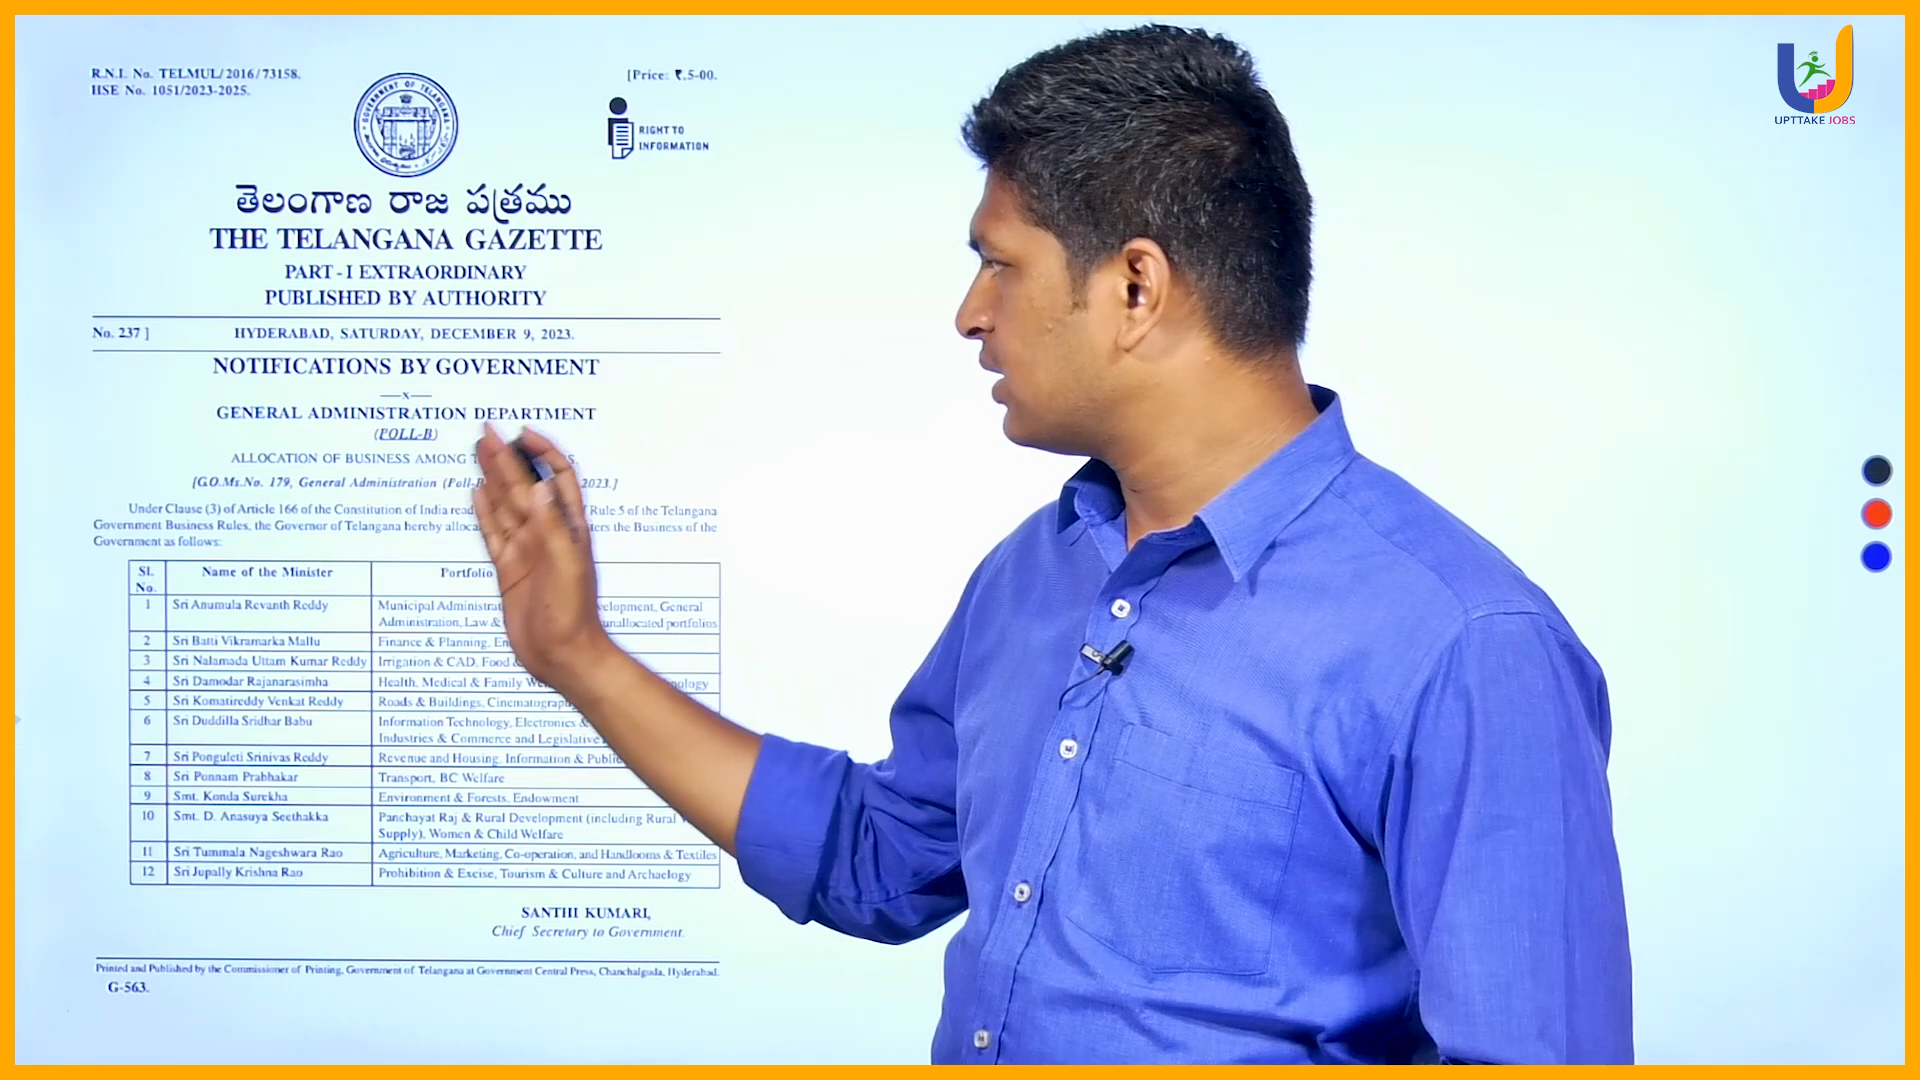 R.N.I. No. TELMUL/2016/73158.
HSE No. 1051/2023-2025.
[Price: ₹.5-00.
GOVERNMENT OF TELANGANA
RIGHT TO
INFORMATION
UPTTAKE JOBS
తెలంగాణ రాజ పత్రము
THE TELANGANA GAZETTE
PART - I EXTRAORDINARY
PUBLISHED BY AUTHORITY
No. 237 ] HYDERABAD, SATURDAY, DECEMBER 9, 2023.
NOTIFICATIONS BY GOVERNMENT
—x—
GENERAL ADMINISTRATION DEPARTMENT
(POLL-B)
ALLOCATION OF BUSINESS AMONG
[G.O.Ms.No. 179, General Administration (Poll-B 2023.]
Under Clause (3) of Article 166 of the Constitution of India read Rule 5 of the Telangana
Government Business Rules, the Governor of Telangana hereby the Business of the
Government as follows:
Sl. No. Name of the Minister Portfolio
1 Sri Anumula Revanth Reddy Municipal General
Administration, Law & unallocated portfolios
2 Sri Batti Vikramarka Mallu Finance & Planning,
3 Sri Nalamada Uttam Kumar Reddy Irrigation & CAD, Food
4 Sri Damodar Rajanarasimha Health, Medical & Family
5 Sri Komatireddy Venkat Reddy Roads & Buildings,
6 Sri Duddilla Sridhar Babu Information Technology, Electronics &
Industries & Commerce and Legislative
7 Sri Ponguleti Srinivas Reddy Revenue and Housing, Information &
8 Sri Ponnam Prabhakar Transport, BC Welfare
9 Smt. Konda Surekha Environment & Forests, Endowment
10 Smt. D. Anasuya Seethakka Panchayat Raj & Rural Development (including Rural
Supply), Women & Child Welfare
11 Sri Tummala Nageshwara Rao Agriculture, Marketing, Co-operation, and Handlooms & Textiles
12 Sri Jupally Krishna Rao Prohibition & Excise, Tourism & Culture and Archaelogy
SANTHI KUMARI,
Chief Secretary to Government.
Printed and Published by the Commissioner of Printing, Government of Telangana at Government Central Press, Chanchalguda, Hyderabad.
G-563.